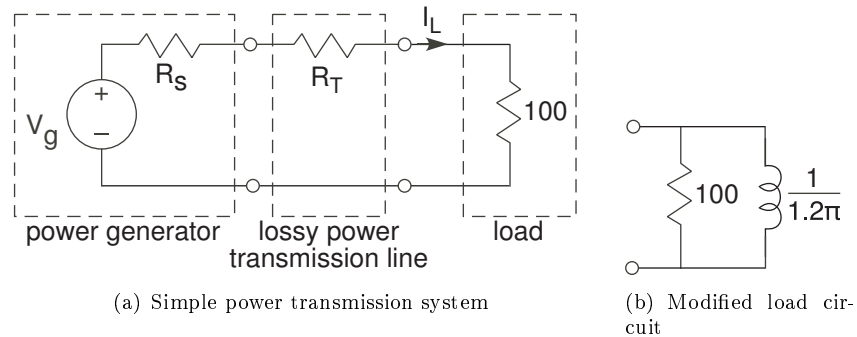 I_L
R_S
R_T
+
V_g
−
100
power generator
lossy power
transmission line
load
(a) Simple power transmission system
100
1
1.2π
(b) Modified load cir-
cuit